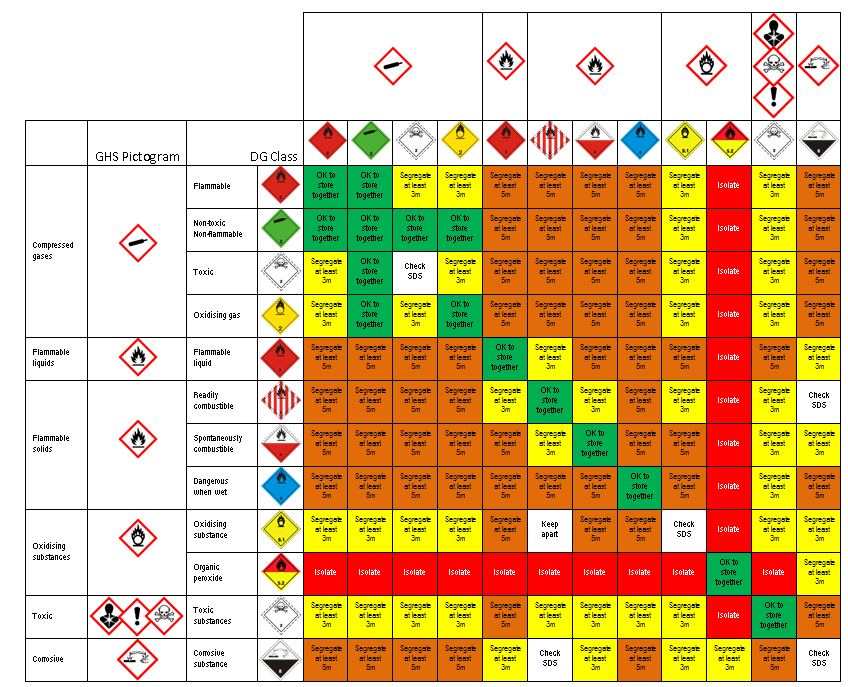 GHS Pictogram DG Class
Compressed gases
Flammable OK to store together OK to store together Segregate at least 3m Segregate at least 3m Segregate at least 5m Segregate at least 5m Segregate at least 5m Segregate at least 5m Segregate at least 3m Isolate Segregate at least 3m Segregate at least 5m
Non-toxic Non-flammable OK to store together OK to store together OK to store together OK to store together Segregate at least 5m Segregate at least 5m Segregate at least 5m Segregate at least 5m Segregate at least 3m Isolate Segregate at least 3m Segregate at least 5m
Toxic Segregate at least 3m OK to store together Check SDS Segregate at least 3m Segregate at least 5m Segregate at least 5m Segregate at least 5m Segregate at least 5m Segregate at least 3m Isolate Segregate at least 3m Segregate at least 5m
Oxidising gas Segregate at least 3m OK to store together Segregate at least 3m OK to store together Segregate at least 5m Segregate at least 5m Segregate at least 5m Segregate at least 5m Segregate at least 3m Isolate Segregate at least 3m Segregate at least 5m
Flammable liquids
Flammable liquid Segregate at least 5m Segregate at least 5m Segregate at least 5m Segregate at least 5m OK to store together Segregate at least 3m Segregate at least 5m Segregate at least 5m Segregate at least 5m Isolate Segregate at least 5m Segregate at least 3m
Flammable solids
Readily combustible Segregate at least 5m Segregate at least 5m Segregate at least 5m Segregate at least 5m Segregate at least 3m OK to store together Segregate at least 3m Segregate at least 5m Segregate at least 3m Isolate Segregate at least 3m Check SDS
Spontaneously combustible Segregate at least 5m Segregate at least 5m Segregate at least 5m Segregate at least 5m Segregate at least 5m Segregate at least 3m OK to store together Segregate at least 5m Segregate at least 5m Isolate Segregate at least 3m Segregate at least 3m
Dangerous when wet Segregate at least 5m Segregate at least 5m Segregate at least 5m Segregate at least 5m Segregate at least 5m Segregate at least 5m Segregate at least 5m OK to store together Segregate at least 5m Isolate Segregate at least 3m Segregate at least 5m
Oxidising substances
Oxidising substance Segregate at least 3m Segregate at least 3m Segregate at least 3m Segregate at least 3m Segregate at least 5m Keep apart Segregate at least 5m Segregate at least 5m Check SDS Isolate Segregate at least 3m Segregate at least 5m
Organic peroxide Isolate Isolate Isolate Isolate Isolate Isolate Isolate Isolate Isolate OK to store together Isolate Segregate at least 3m
Toxic
Toxic substances Segregate at least 3m Segregate at least 3m Segregate at least 3m Segregate at least 3m Segregate at least 5m Segregate at least 3m Segregate at least 3m Segregate at least 3m Segregate at least 3m Isolate OK to store together Segregate at least 5m
Corrosive
Corrosive substance Segregate at least 5m Segregate at least 5m Segregate at least 5m Segregate at least 5m Segregate at least 3m Check SDS Segregate at least 3m Segregate at least 5m Segregate at least 3m Segregate at least 3m Segregate at least 5m Check SDS